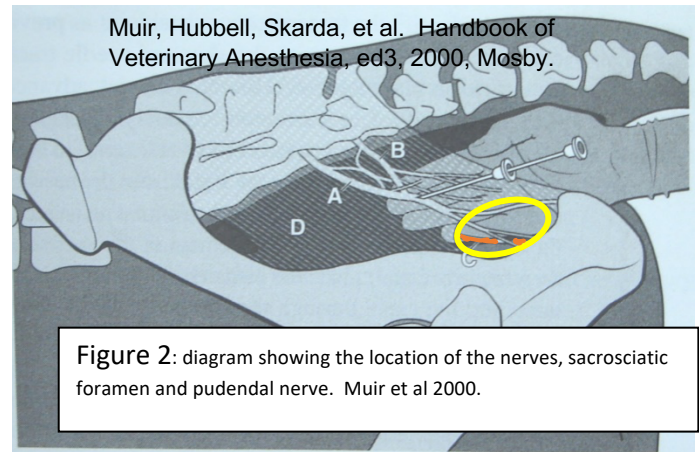 Muir, Hubbell, Skarda, et al.  Handbook of
Veterinary Anesthesia, ed3, 2000, Mosby.
B
A
D
C
Figure 2: diagram showing the location of the nerves, sacrosciatic
foramen and pudendal nerve.  Muir et al 2000.